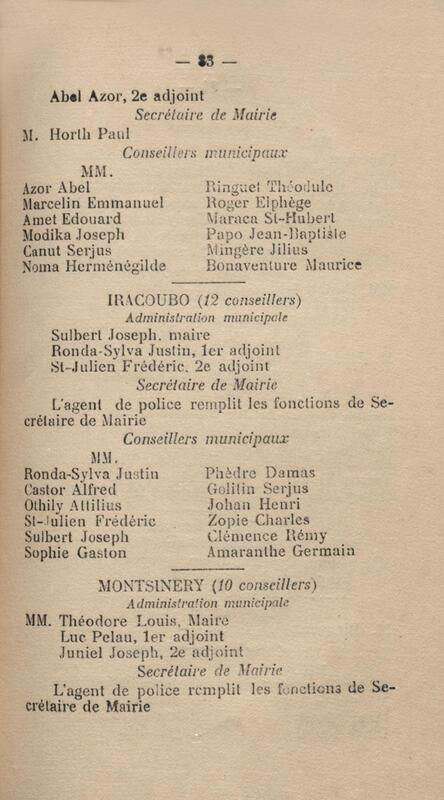 — 83 —
Abel Azor, 2e adjoint
Secrétaire de Mairie
M. Horth Paul
Conseillers municipaux
MM.
Azor Abel Ringuet Théodule
Marcelin Emmanuel Roger Elphège
Amet Edouard Maraca St-Hubert
Modika Joseph Papo Jean-Baptiste
Canut Serjus Mingère Jilius
Noma Herménégilde Bonaventure Maurice
IRACOUBO (12 conseillers)
Administration municipale
Sulbert Joseph, maire
Ronda-Sylva Justin, 1er adjoint
St-Julien Frédéric, 2e adjoint
Secrétaire de Mairie
L'agent de police remplit les fonctions de Se-
crétaire de Mairie
Conseillers municipaux
MM.
Ronda-Sylva Justin Phèdre Damas
Castor Alfred Golitin Serjus
Othily Attilius Johan Henri
St-Julien Frédéric Zopie Charles
Sulbert Joseph Clémence Rémy
Sophie Gaston Amaranthe Germain
MONTSINERY (10 conseillers)
Administration municipale
MM. Théodore Louis, Maire
Luc Pelau, 1er adjoint
Juniel Joseph, 2e adjoint
Secrétaire de Mairie
L'agent de police remplit les fonctions de Se-
crétaire de Mairie